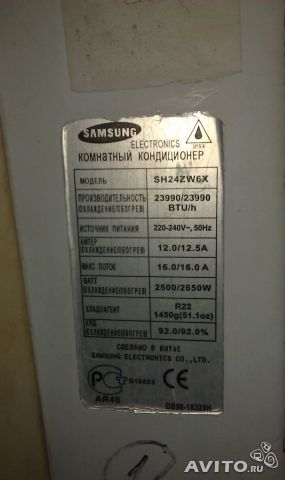 SAMSUNG
ELECTRONICS
IPX4
КОМНАТНЫЙ КОНДИЦИОНЕР
МОДЕЛЬ SH24ZW6X
ПРОИЗВОДИТЕЛЬНОСТЬ (ОХЛАЖДЕНИЕ/ОБОГРЕВ) 23990/23990 BTU/h
ИСТОЧНИК ПИТАНИЯ 220-240V~, 50Hz
АМПЕР (ОХЛАЖДЕНИЕ/ОБОГРЕВ) 12.0/12.5A
МАКС ПОТОК 16.0/16.0 A
ВАТТ (ОХЛАЖДЕНИЕ/ОБОГРЕВ) 2500/2650W
ХЛАДОАГЕНТ R22 1450g(51.1oz)
КПД (ОХЛАЖДЕНИЕ/ОБОГРЕВ) 92.0/92.0%
СДЕЛАНО В КИТАЕ
SAMSUNG ELECTRONICS CO.,LTD.
АЯ46
1
AVITO.ru